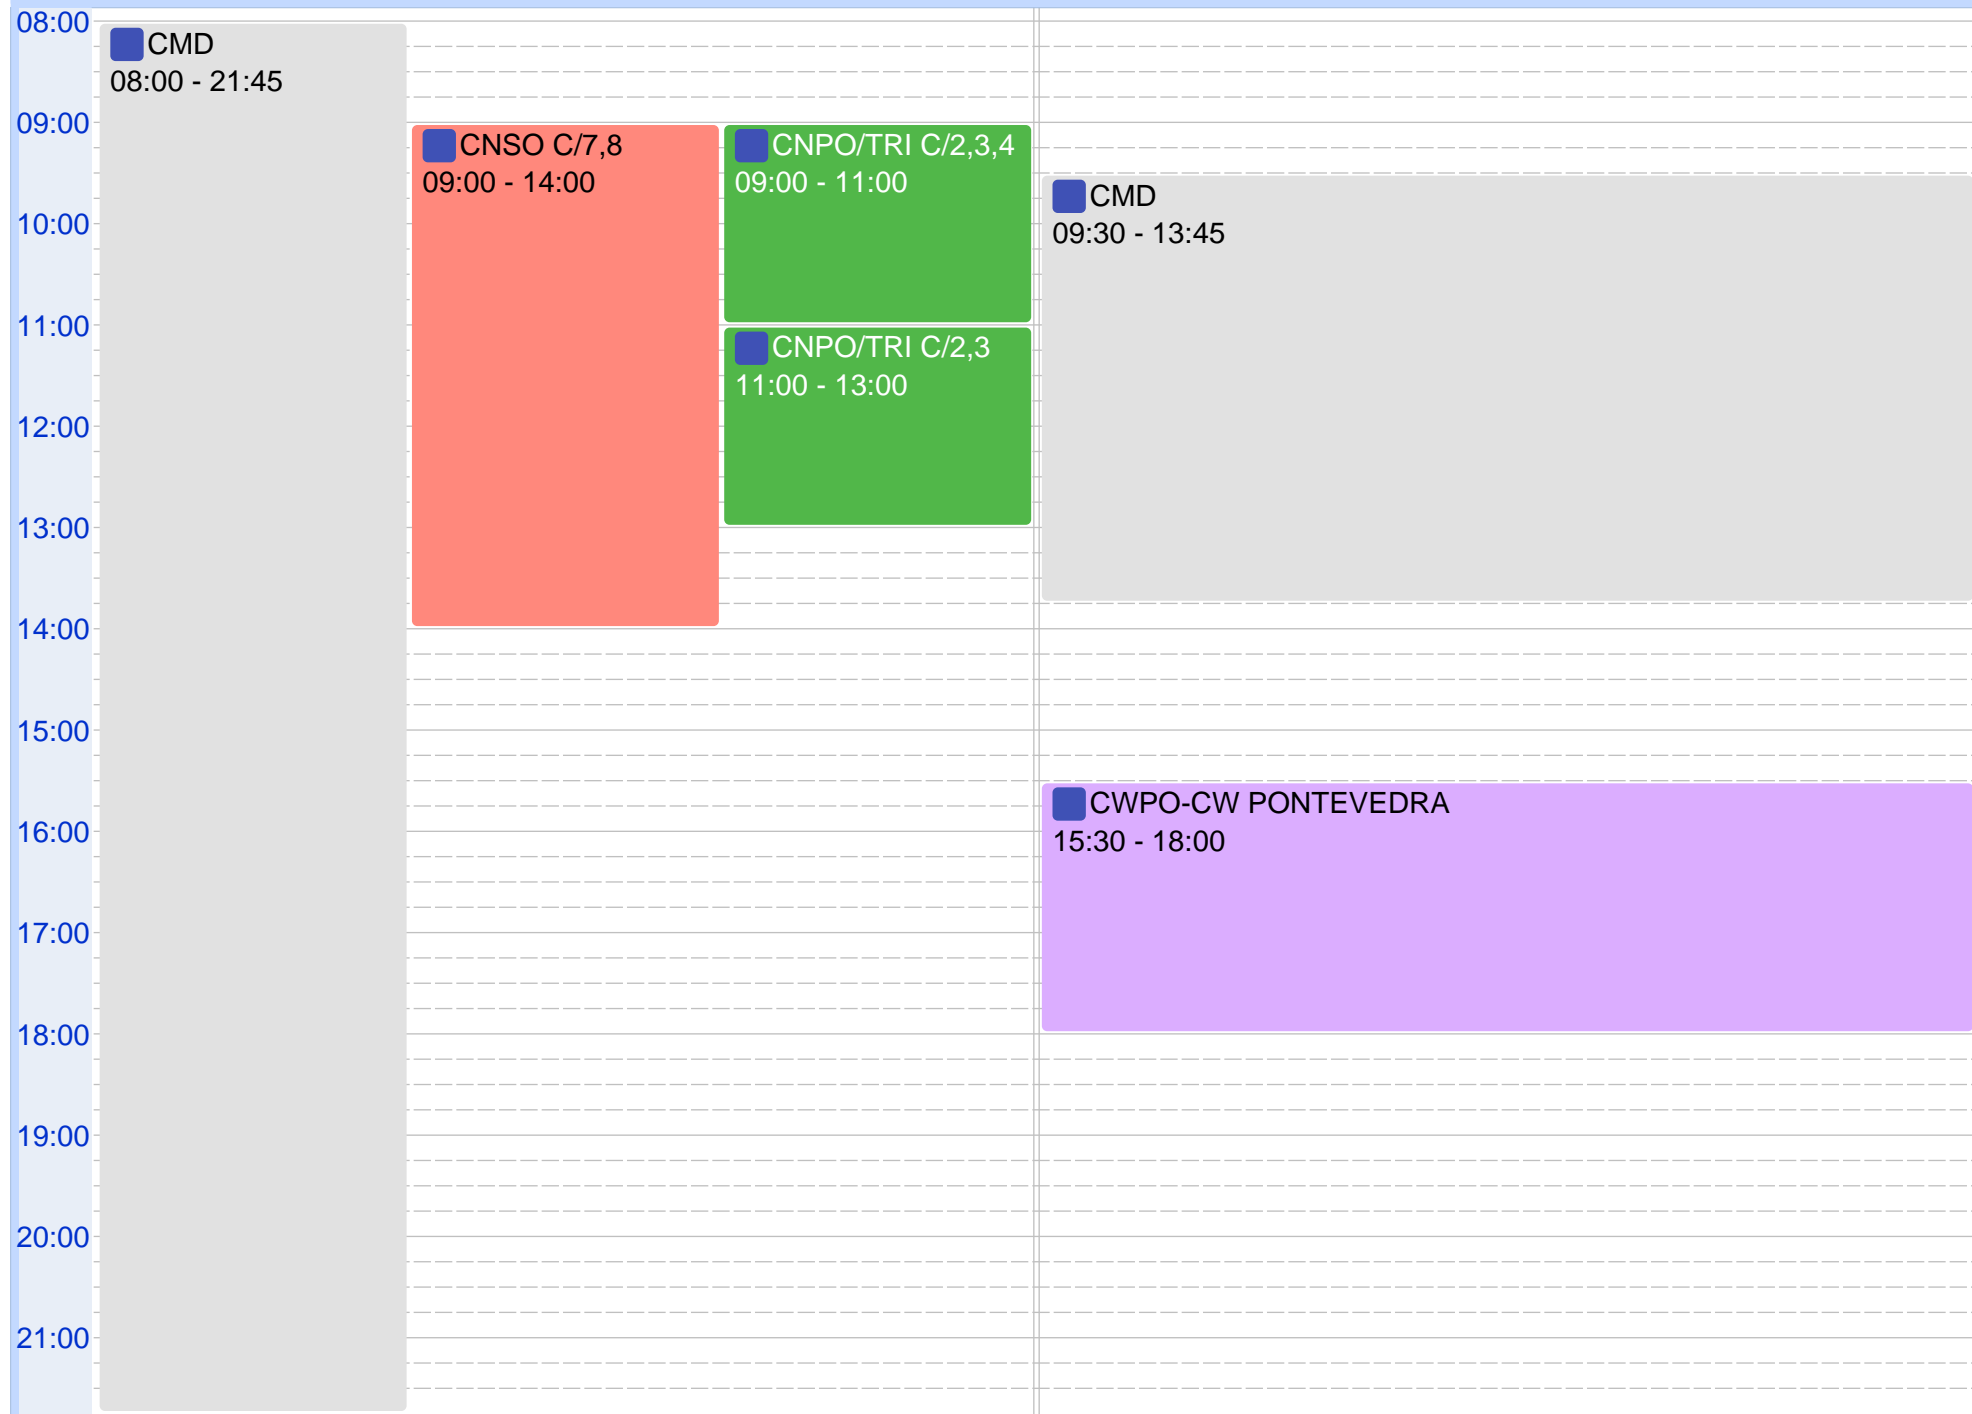 08:00
09:00
10:00
11:00
12:00
13:00
14:00
15:00
16:00
17:00
18:00
19:00
20:00
21:00
CMD
08:00 - 21:45
CNSO C/7,8
09:00 - 14:00
CNPO/TRI C/2,3,4
09:00 - 11:00
CNPO/TRI C/2,3
11:00 - 13:00
CMD
09:30 - 13:45
CWPO-CW PONTEVEDRA
15:30 - 18:00